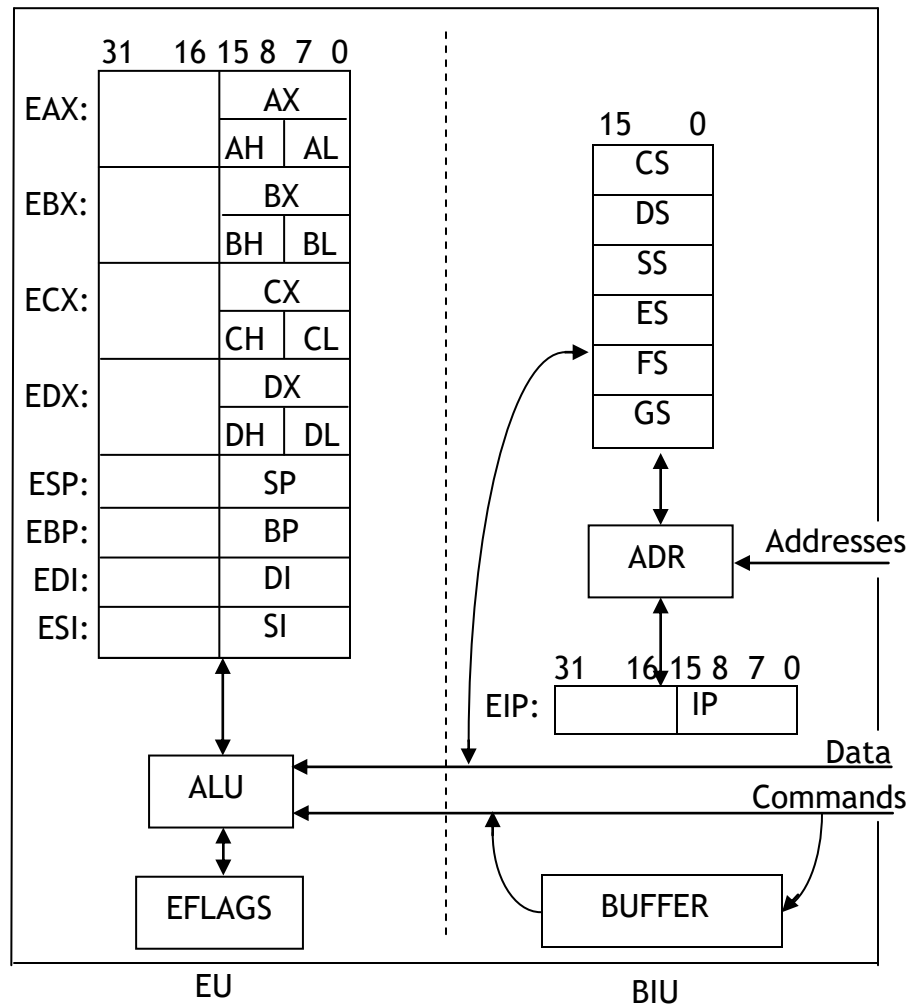 31 16 15 8 7 0
EAX:
AX
AH AL
EBX:
BX
BH BL
ECX:
CX
CH CL
EDX:
DX
DH DL
ESP:
SP
EBP:
BP
EDI:
DI
ESI:
SI
ALU
EFLAGS
EU
15 0
CS
DS
SS
ES
FS
GS
ADR
Addresses
31 16 15 8 7 0
EIP:
IP
Data
Commands
BUFFER
BIU